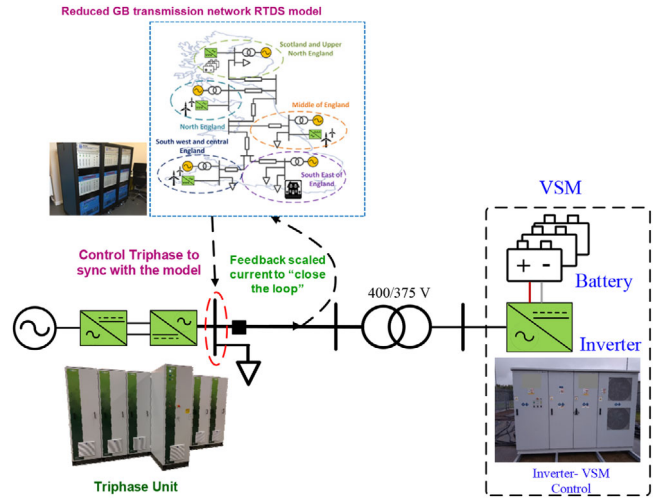 Reduced GB transmission network RTDS model
Scotland and Upper
North England
North England
Middle of England
South west and central
England
South East of
England
Control Triphase to
sync with the model
Feedback scaled
current to “close
the loop”
400/375 V
VSM
+ -
Battery
Inverter
Triphase Unit
Inverter- VSM
Control